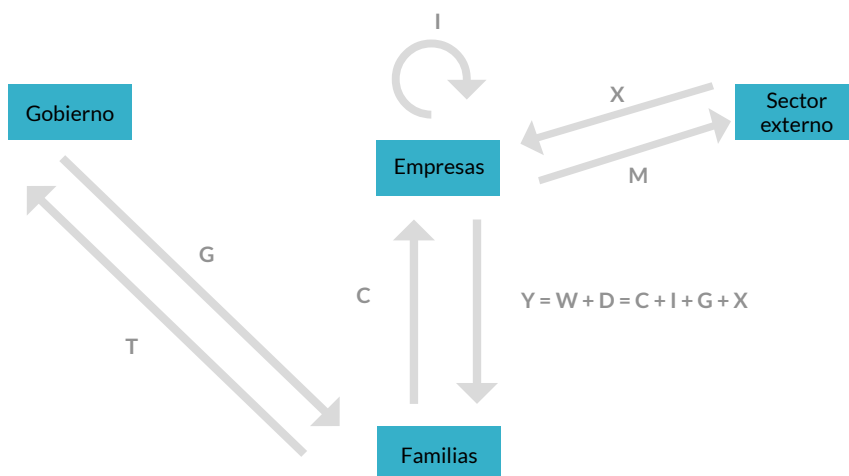 I
Gobierno
X
Sector
externo
Empresas
M
G
C
Y = W + D = C + I + G + X
T
Familias